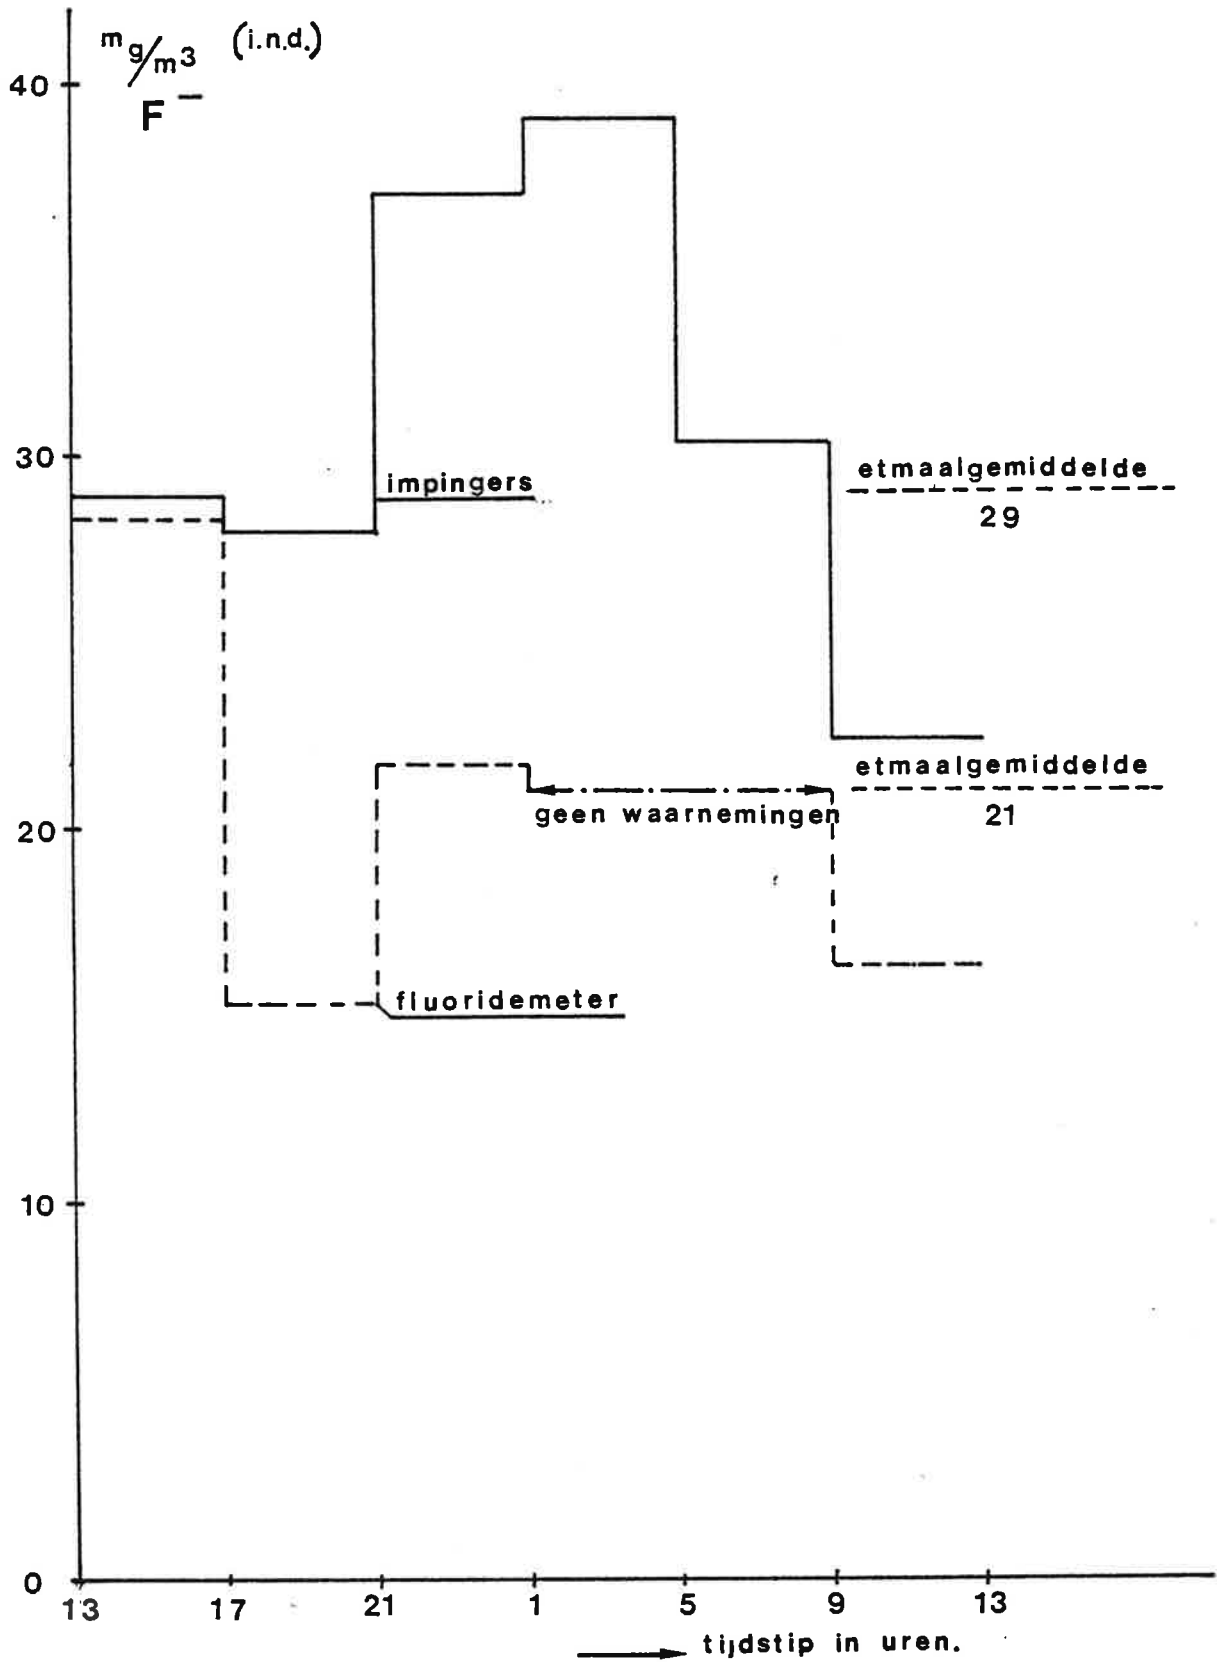 mg/m3 (i.n.d.)
F −
40
30
20
10
0
impingers
etmaalgemiddelde
29
etmaalgemiddelde
21
geen waarnemingen
fluoridemeter
13 17 21 1 5 9 13
tijdstip in uren.